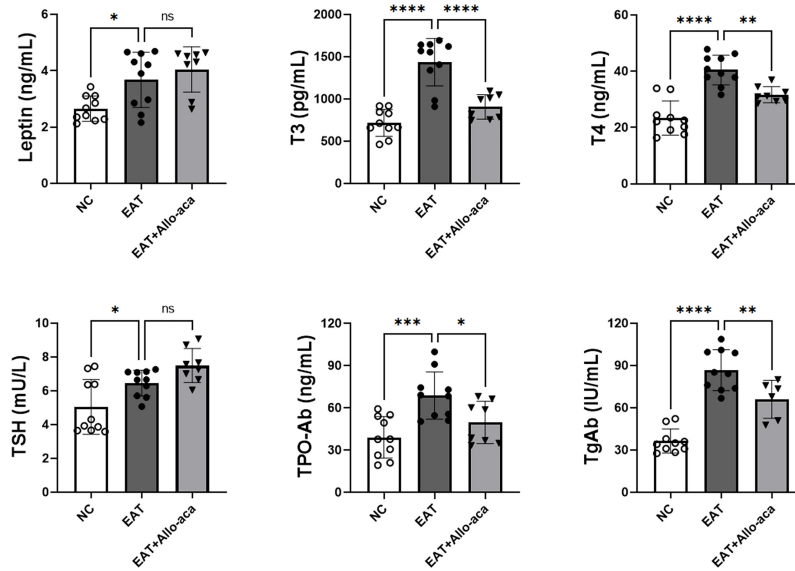 Leptin (ng/mL)
6
4
2
0
*
ns
NC
EAT
EAT+Allo-aca
T3 (pg/mL)
2000
1500
1000
500
0
****
****
NC
EAT
EAT+Allo-aca
T4 (ng/mL)
60
40
20
0
****
**
NC
EAT
EAT+Allo-aca
TSH (mU/L)
10
8
6
4
2
0
*
ns
NC
EAT
EAT+Allo-aca
TPO-Ab (ng/mL)
120
90
60
30
0
***
*
NC
EAT
EAT+Allo-aca
TgAb (IU/mL)
120
90
60
30
0
****
**
NC
EAT
EAT+Allo-aca